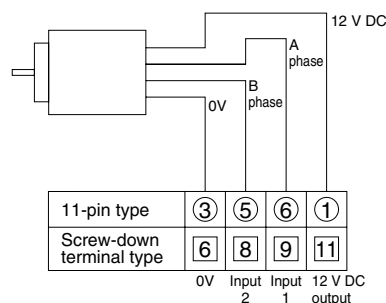 12 V DC
A
phase
B
phase
0V
11-pin type 3 5 6 1
Screw-down
terminal type 6 8 9 11
0V Input Input 12 V DC
2 1 output